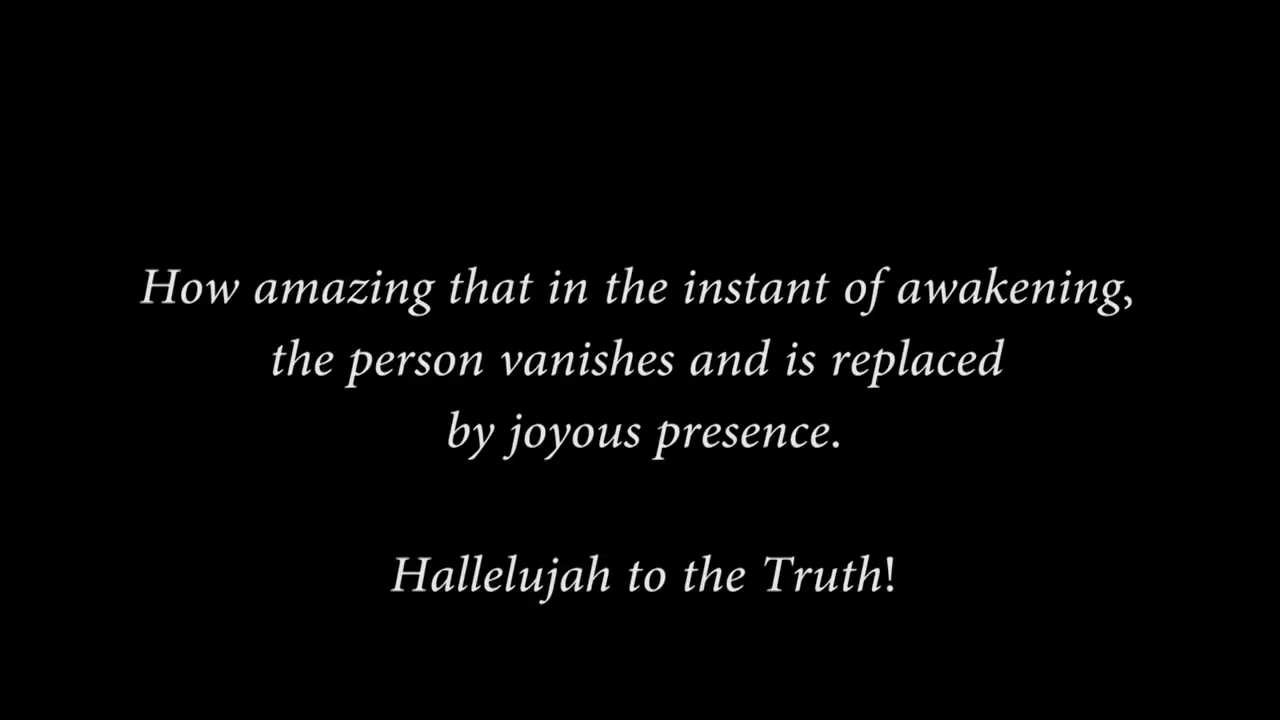 How amazing that in the instant of awakening,
the person vanishes and is replaced
by joyous presence.
Hallelujah to the Truth!